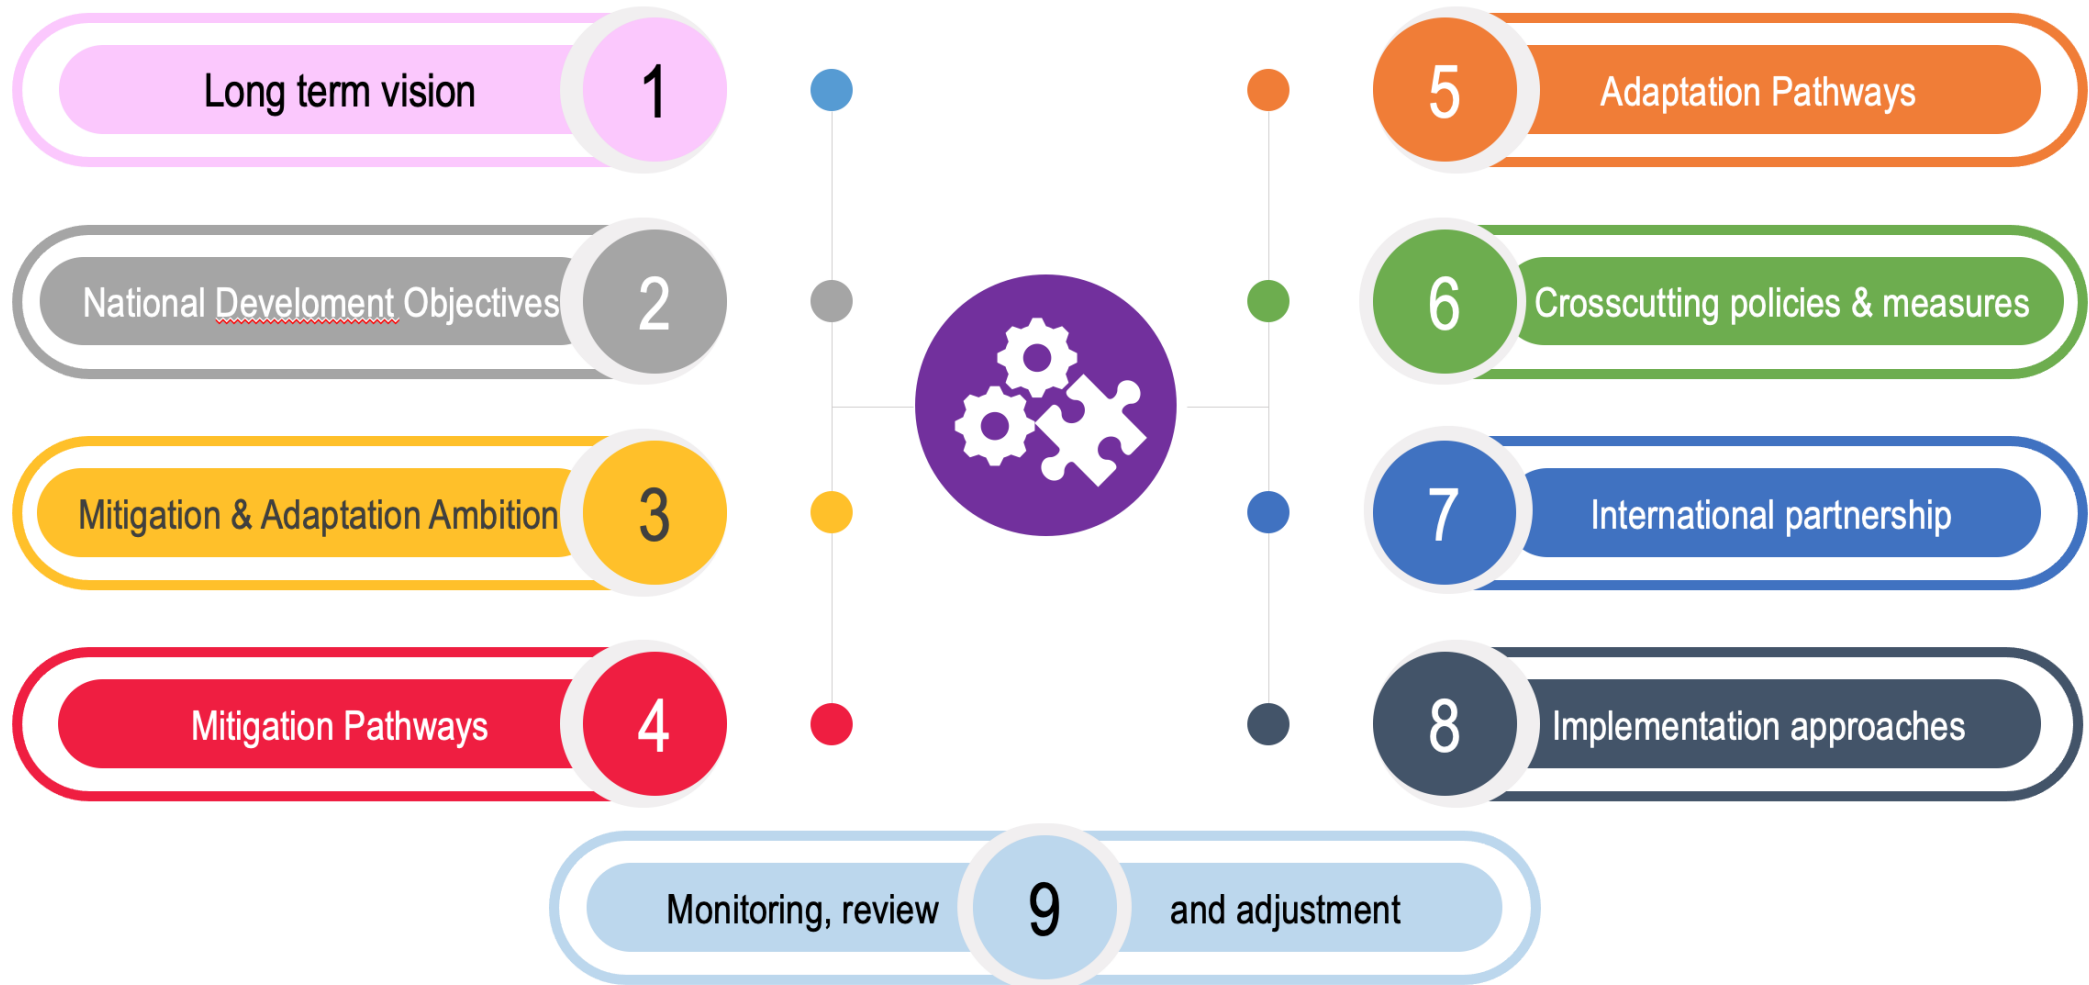 Long term vision 1
National Develoment Objectives 2
Mitigation & Adaptation Ambition 3
Mitigation Pathways 4
5 Adaptation Pathways
6 Crosscutting policies & measures
7 International partnership
8 Implementation approaches
Monitoring, review 9 and adjustment